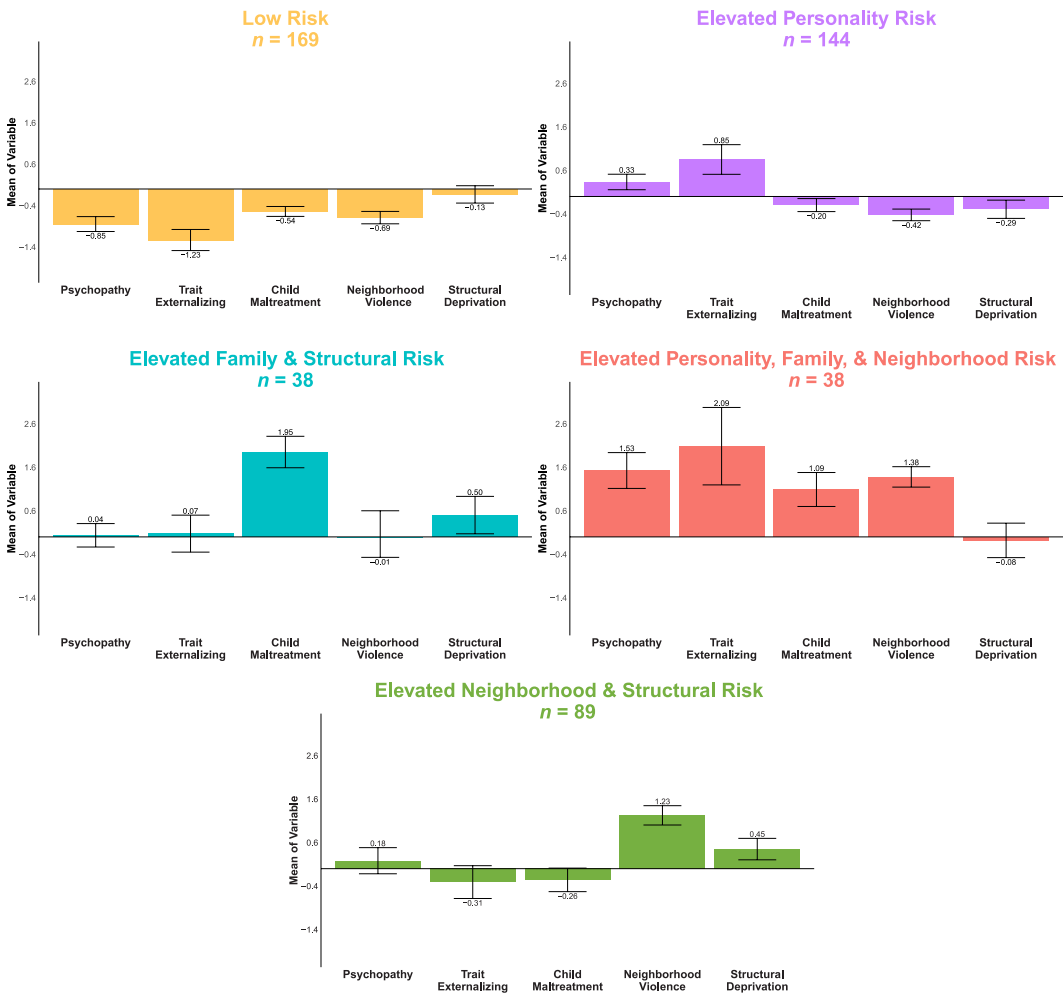 Low Risk
n = 169
Mean of Variable
2.6
1.6
0.6
−0.4
−1.4
−0.85
−1.23
−0.54
−0.69
−0.13
Psychopathy
Trait
Externalizing
Child
Maltreatment
Neighborhood
Violence
Structural
Deprivation
Elevated Personality Risk
n = 144
Mean of Variable
2.6
1.6
0.6
−0.4
−1.4
0.33
0.85
−0.20
−0.42
−0.29
Psychopathy
Trait
Externalizing
Child
Maltreatment
Neighborhood
Violence
Structural
Deprivation
Elevated Family & Structural Risk
n = 38
Mean of Variable
2.6
1.6
0.6
−0.4
−1.4
0.04
0.07
1.95
−0.01
0.50
Psychopathy
Trait
Externalizing
Child
Maltreatment
Neighborhood
Violence
Structural
Deprivation
Elevated Personality, Family, & Neighborhood Risk
n = 38
Mean of Variable
2.6
1.6
0.6
−0.4
−1.4
1.53
2.09
1.09
1.38
−0.08
Psychopathy
Trait
Externalizing
Child
Maltreatment
Neighborhood
Violence
Structural
Deprivation
Elevated Neighborhood & Structural Risk
n = 89
Mean of Variable
2.6
1.6
0.6
−0.4
−1.4
0.18
−0.31
−0.26
1.23
0.45
Psychopathy
Trait
Externalizing
Child
Maltreatment
Neighborhood
Violence
Structural
Deprivation